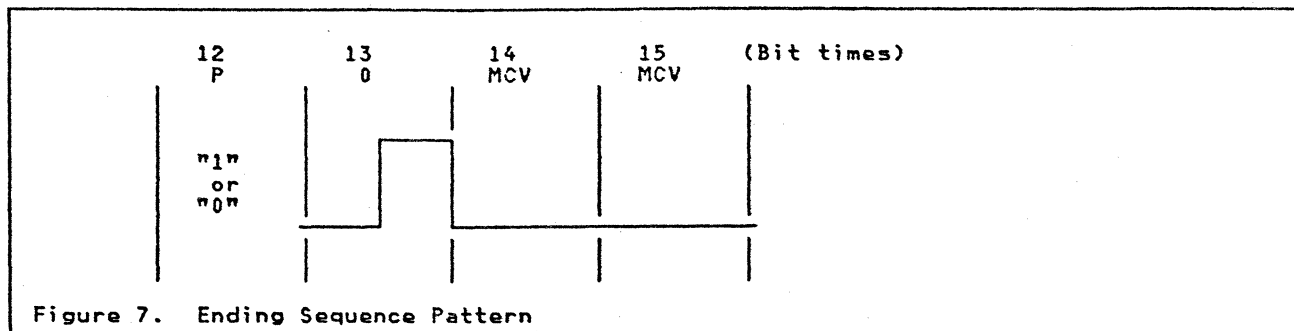 12 13 14 15 (Bit times)
P 0 MCV MCV
"1"
or
"0"
Figure 7. Ending Sequence Pattern